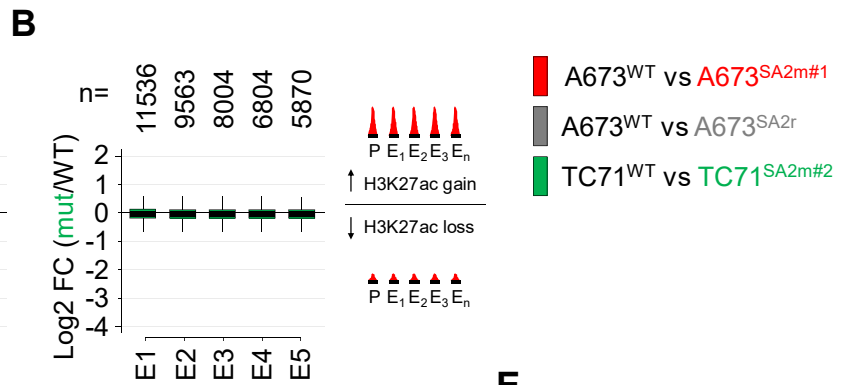 B
n=
11536
9563
8004
6804
5870
Log2 FC (mut/WT)
2
1
0
-1
-2
-3
-4
E1
E2
E3
E4
E5
P E1 E2 E3 En
↑ H3K27ac gain
↓ H3K27ac loss
P E1 E2 E3 En
A673WT vs A673SA2m#1
A673WT vs A673SA2r
TC71WT vs TC71SA2m#2